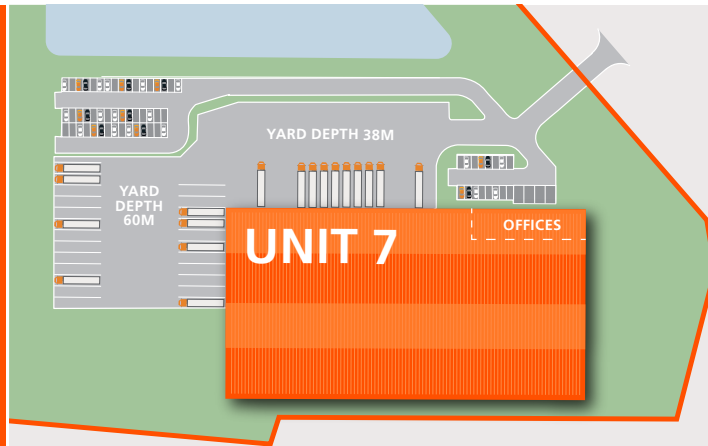 YARD DEPTH 38M
YARD
DEPTH
60M
OFFICES
UNIT 7